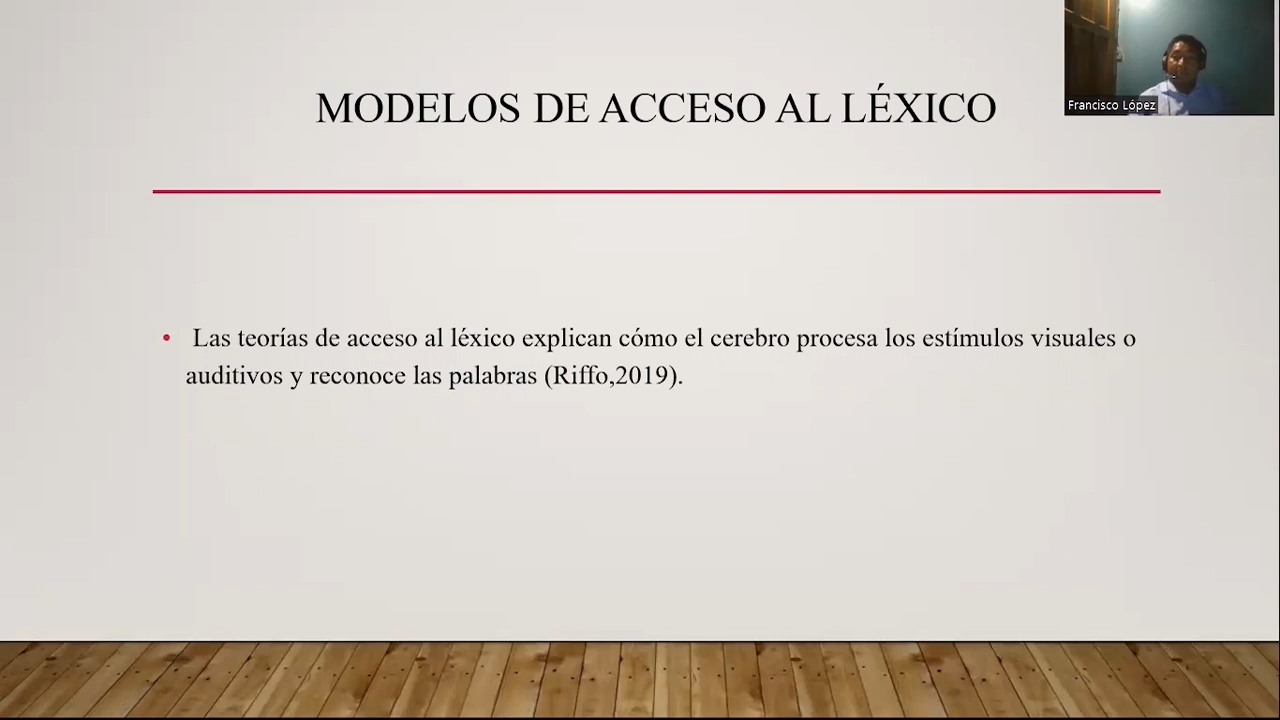 MODELOS DE ACCESO AL LÉXICO
Francisco López
• Las teorías de acceso al léxico explican cómo el cerebro procesa los estímulos visuales o
auditivos y reconoce las palabras (Riffo,2019).